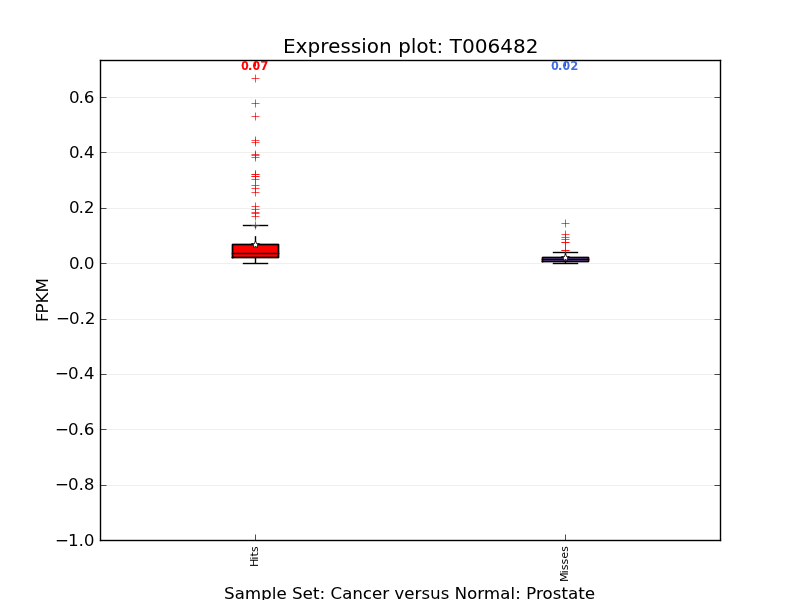 Expression plot: T006482
0.07
0.02
0.6
0.4
0.2
0.0
−0.2
−0.4
−0.6
−0.8
−1.0
FPKM
Hits
Misses
Sample Set: Cancer versus Normal: Prostate